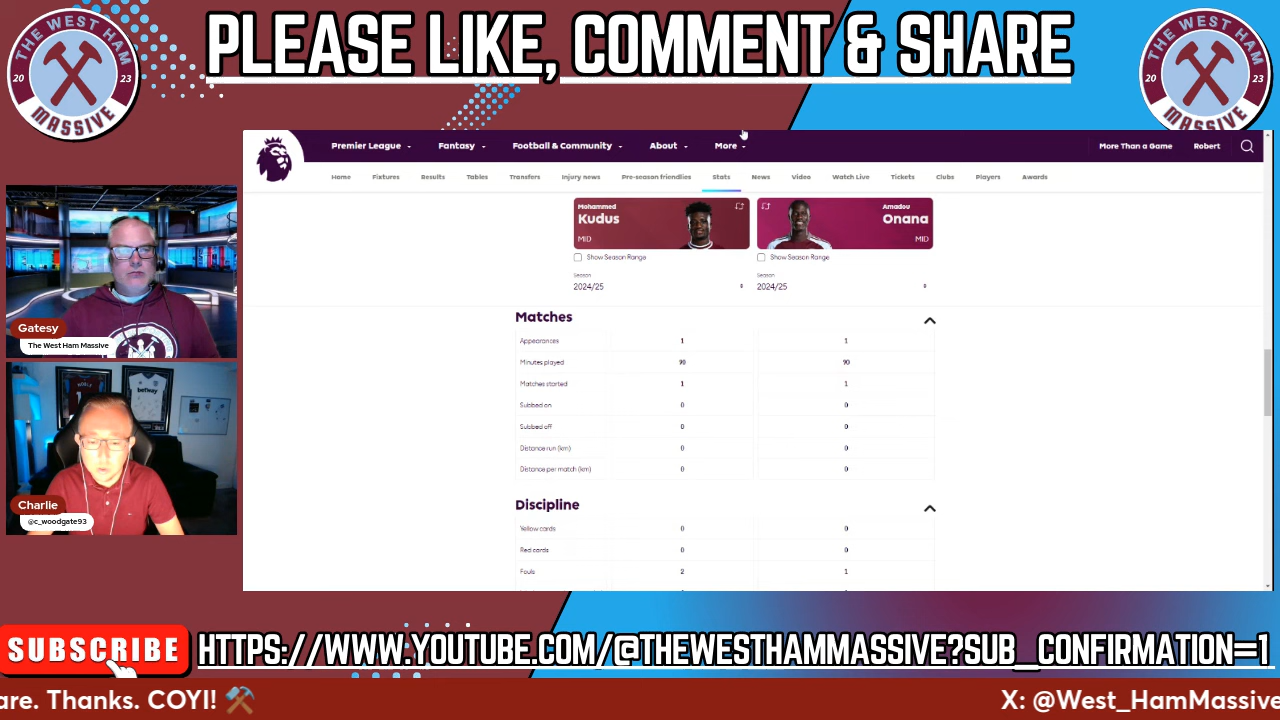 PLEASE LIKE, COMMENT & SHARE
THE WEST HAM
20 23
MASSIVE
THE WEST HAM
20 23
MASSIVE
Premier League Fantasy Football & Community About More More Than a Game Robert
Home Fixtures Results Tables Transfers Injury news Pre-season friendlies Stats News Video Watch Live Tickets Clubs Players Awards
Mohammed
Kudus
MID
Amadou
Onana
MID
Show Season Range Show Season Range
Season Season
2024/25 2024/25
Matches
Appearances 1 1
Minutes played 90 90
Matches started 1 1
Subbed on 0 0
Subbed off 0 0
Distance run (km) 0 0
Distance per match (km) 0 0
Discipline
Yellow cards 0 0
Red cards 0 0
Fouls 2 1
Gatesy
The West Ham Massive
betway
Charlie
@c_woodgate93
SUBSCRIBE
HTTPS://WWW.YOUTUBE.COM/@THEWESTHAMMASSIVE?SUB_CONFIRMATION=1
are. Thanks. COYI! X: @West_HamMassive